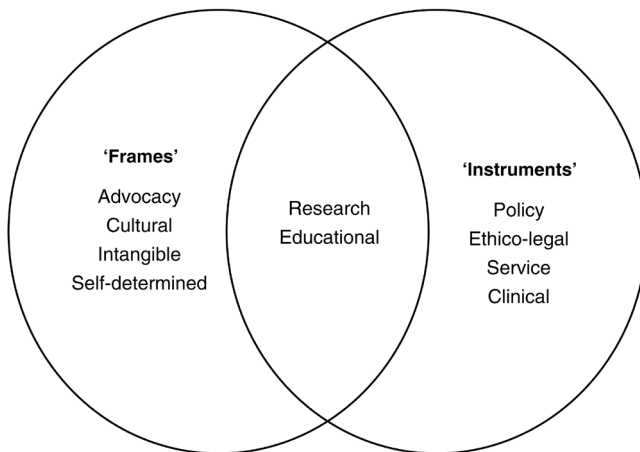 ‘Frames’
Advocacy
Cultural
Intangible
Self-determined
Research
Educational
‘Instruments’
Policy
Ethico-legal
Service
Clinical